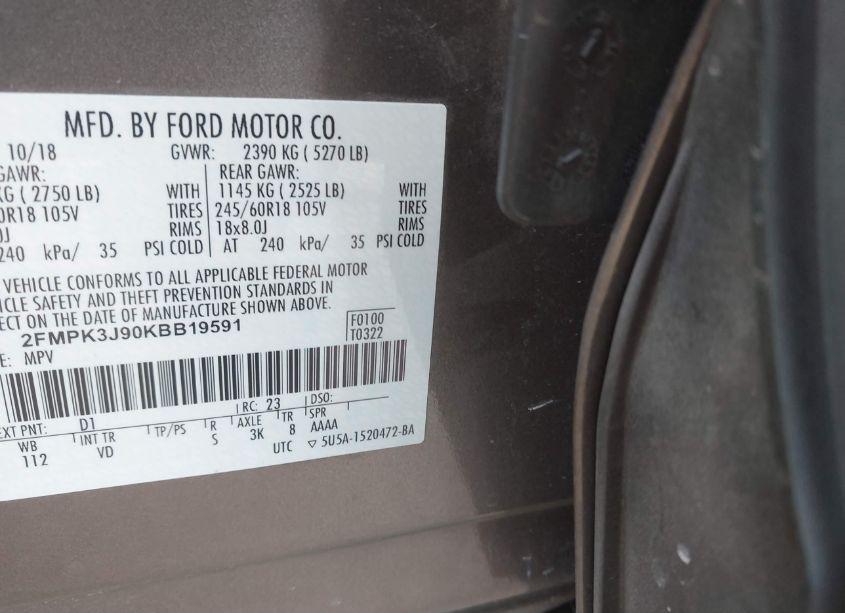 MFD. BY FORD MOTOR CO.
10/18 GVWR: 2390 KG ( 5270 LB)
GAWR: REAR GAWR:
KG ( 2750 LB) WITH 1145 KG ( 2525 LB) WITH
0R18 105V TIRES 245/60R18 105V TIRES
0J RIMS 18x8.0J RIMS
240 kPa/ 35 PSI COLD AT 240 kPa/ 35 PSI COLD
VEHICLE CONFORMS TO ALL APPLICABLE FEDERAL MOTOR
ICLE SAFETY AND THEFT PREVENTION STANDARDS IN
ECT ON THE DATE OF MANUFACTURE SHOWN ABOVE.
2FMPK3J90KBB19591 F0100
E: MPV T0322
EXT PNT: D1 RC: 23 DSO:
WB INT TR TP/PS R AXLE TR SPR
112 VD S 3K 8 AAAA
UTC ▽ 5U5A-1520472-BA